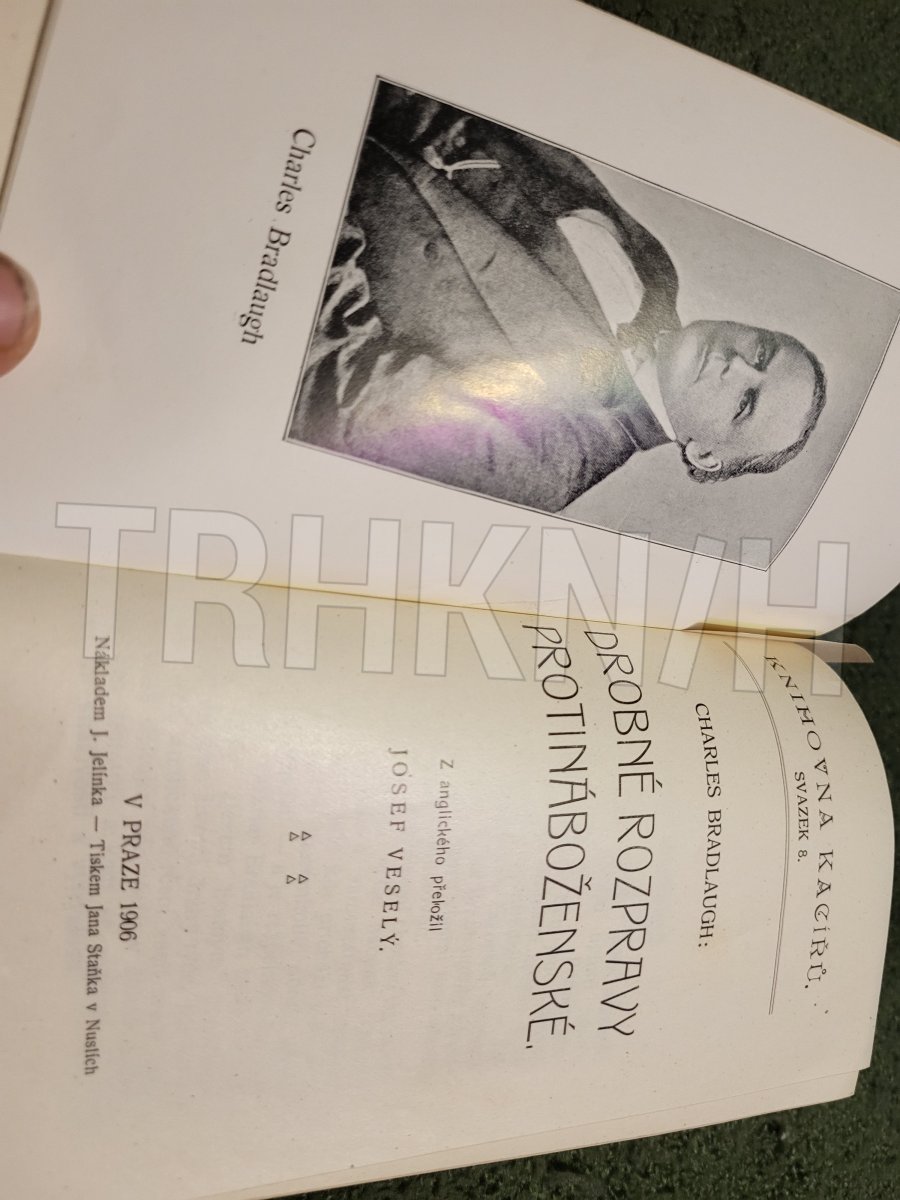 Charles Bradlaugh
KNIHOVNA KACÍŘŮ.
SVAZEK 8.
CHARLES BRADLAUGH:
DROBNÉ ROZPRAVY
PROTINÁBOŽENSKÉ.
Z anglického přeložil
JOSEF VESELÝ.
V PRAZE 1906
Nákladem J. Jelínka — Tiskem Jana Staňka v Nuslích
TRHKNIH